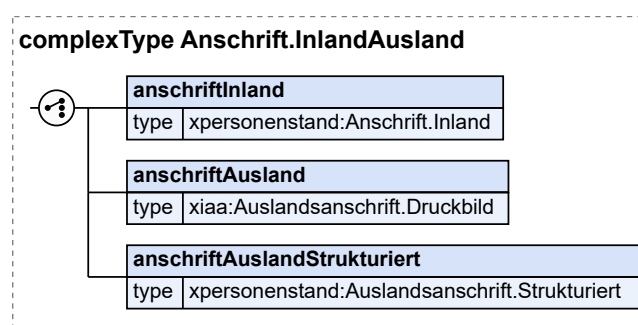 complexType Anschrift.InlandAusland
anschriftInland
type xpersonenstand:Anschrift.Inland
anschriftAusland
type xiaa:Auslandsanschrift.Druckbild
anschriftAuslandStrukturiert
type xpersonenstand:Auslandsanschrift.Strukturiert